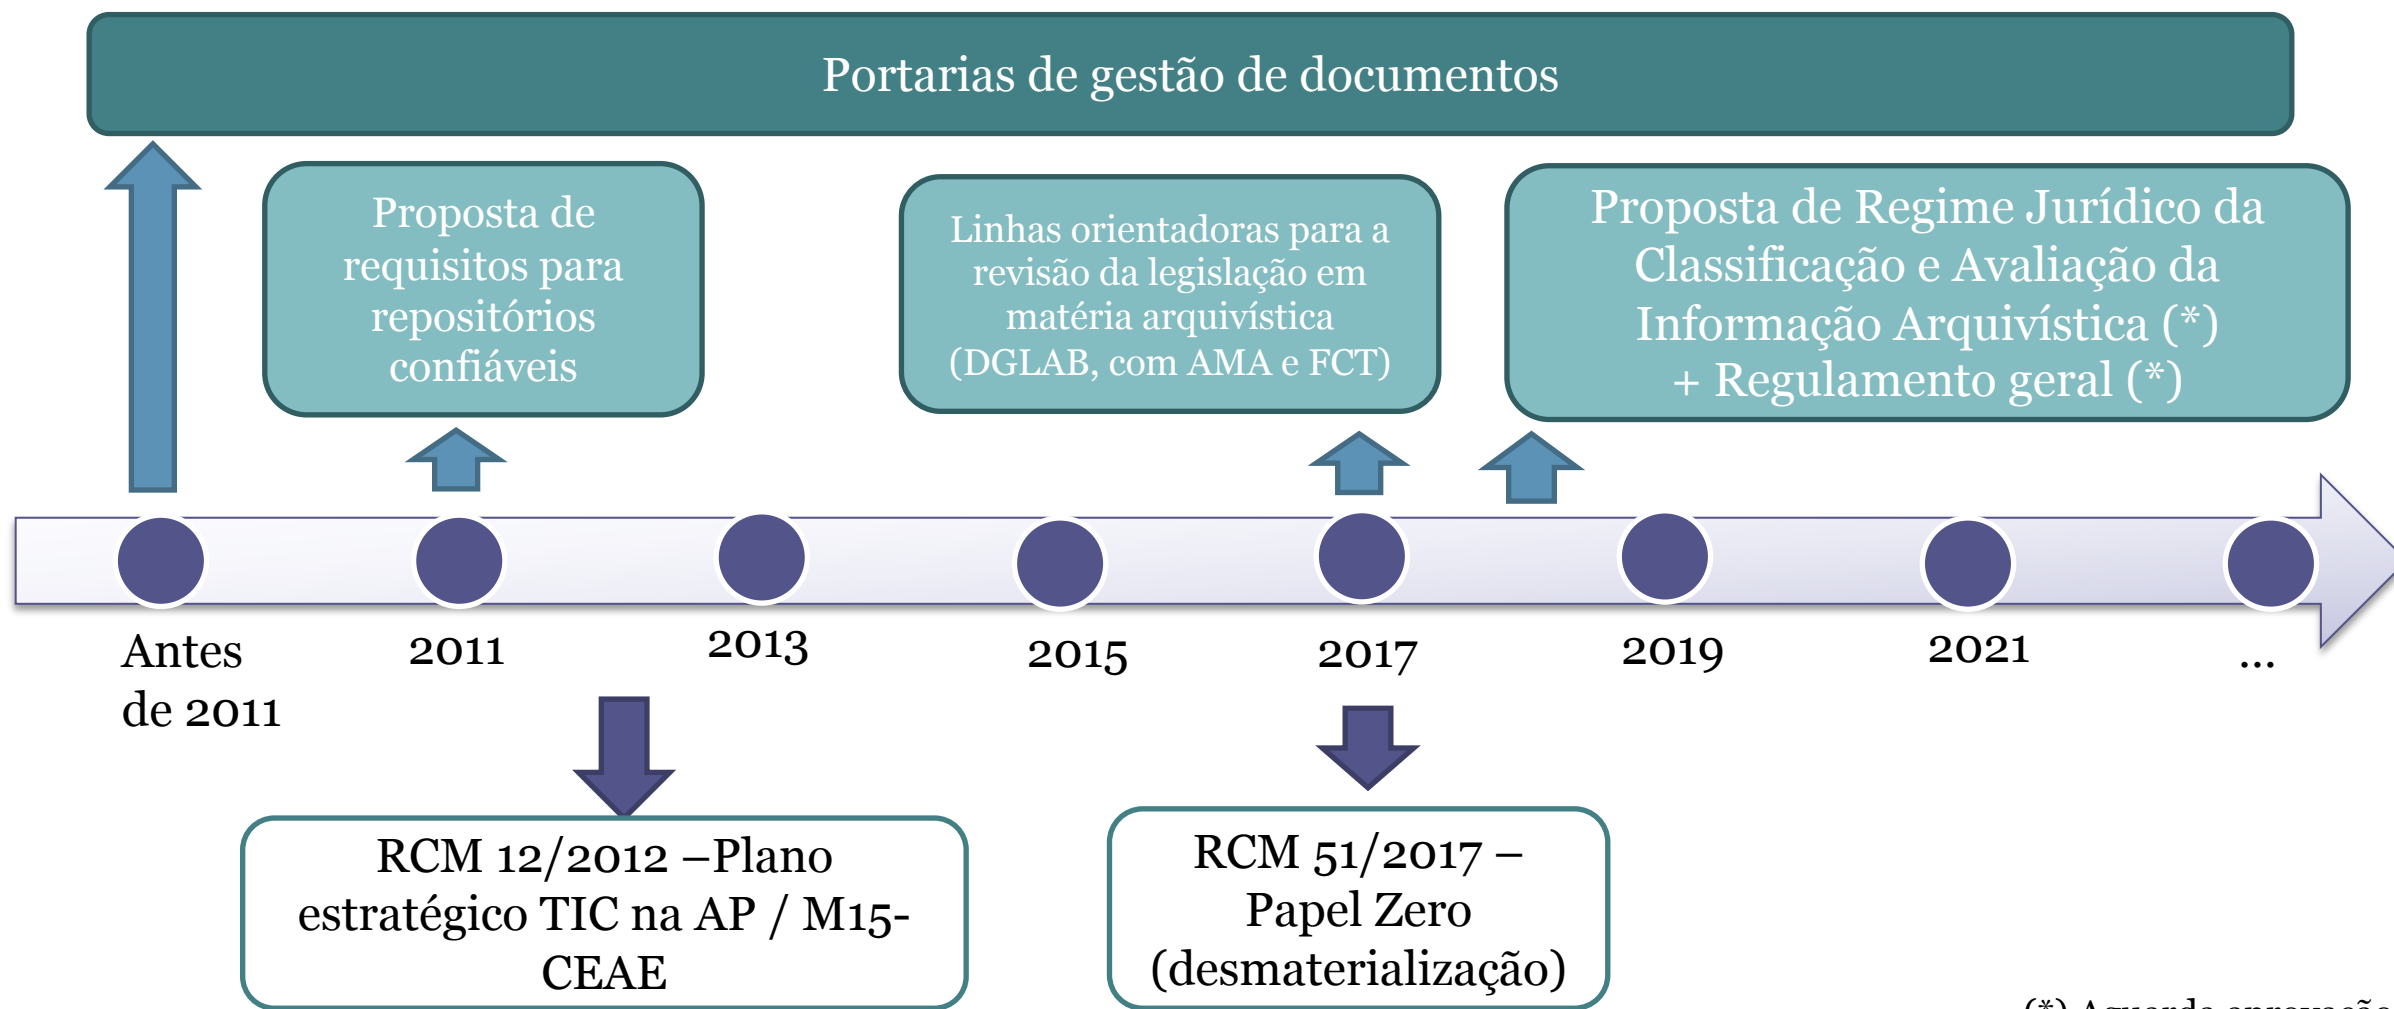 Portarias de gestão de documentos
Proposta de
requisitos para
repositórios
confiáveis
Linhas orientadoras para a
revisão da legislação em
matéria arquivística
(DGLAB, com AMA e FCT)
Proposta de Regime Jurídico da
Classificação e Avaliação da
Informação Arquivística (*)
+ Regulamento geral (*)
Antes
de 2011
2011
2013
2015
2017
2019
2021
...
RCM 12/2012 –Plano
estratégico TIC na AP / M15-
CEAE
RCM 51/2017 –
Papel Zero
(desmaterialização)
(*) Aguarda aprovação